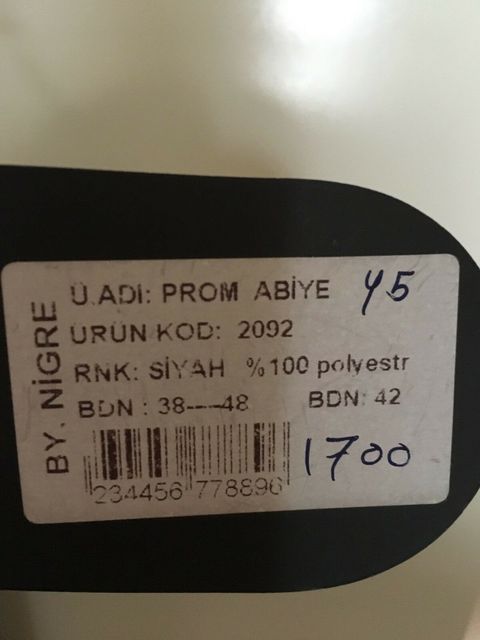 BY. NİGRE
Ü.ADI: PROM ABİYE 45
URUN KOD: 2092
RNK: SİYAH %100 polyestr
BDN : 38---48 BDN: 42
1700
234456 778896